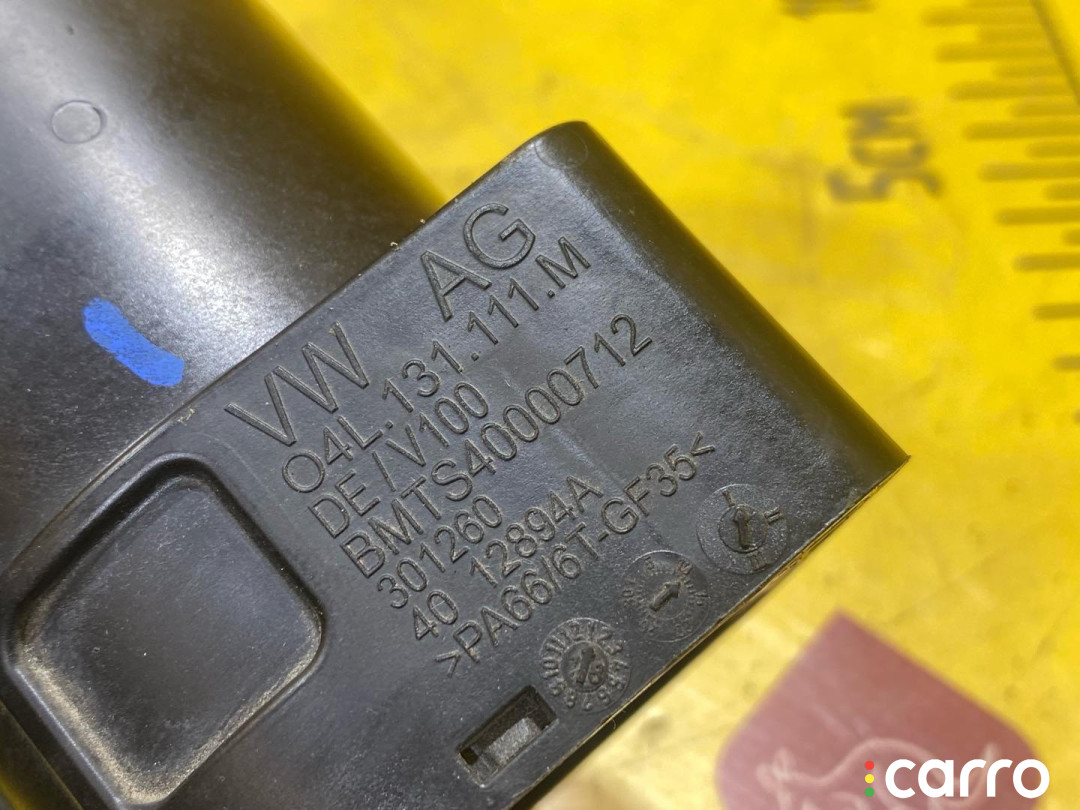 VW AG
04L.131.111.M
DE / V100
BMTS40000712
301260
40 12894A
>PA66/6T-GF35<
5CM
carro